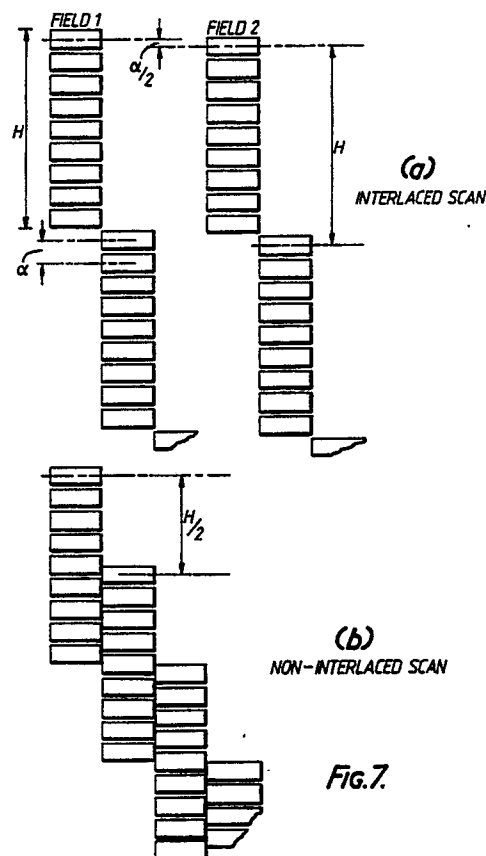 FIELD 1
FIELD 2
α/2
H
H
(a)
INTERLACED SCAN
α
H/2
(b)
NON-INTERLACED SCAN
FIG.7.